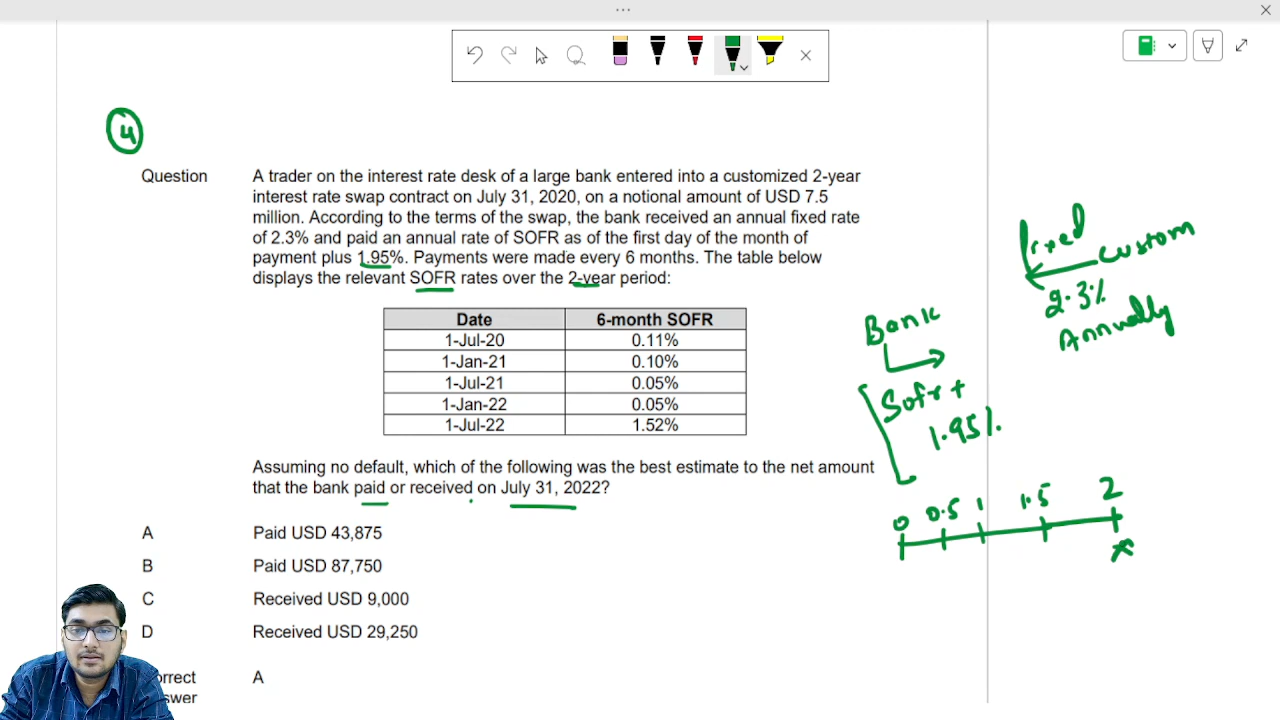 4
Question
A trader on the interest rate desk of a large bank entered into a customized 2-year
interest rate swap contract on July 31, 2020, on a notional amount of USD 7.5
million. According to the terms of the swap, the bank received an annual fixed rate
of 2.3% and paid an annual rate of SOFR as of the first day of the month of
payment plus 1.95%. Payments were made every 6 months. The table below
displays the relevant SOFR rates over the 2-year period:
Date 6-month SOFR
1-Jul-20 0.11%
1-Jan-21 0.10%
1-Jul-21 0.05%
1-Jan-22 0.05%
1-Jul-22 1.52%
Assuming no default, which of the following was the best estimate to the net amount
that the bank paid or received on July 31, 2022?
A Paid USD 43,875
B Paid USD 87,750
C Received USD 9,000
D Received USD 29,250
orrect A
swer
Fixed
custom
2.3%
Annually
Bank
Sofr +
1.95%.
0 0.5 1 1.5 2